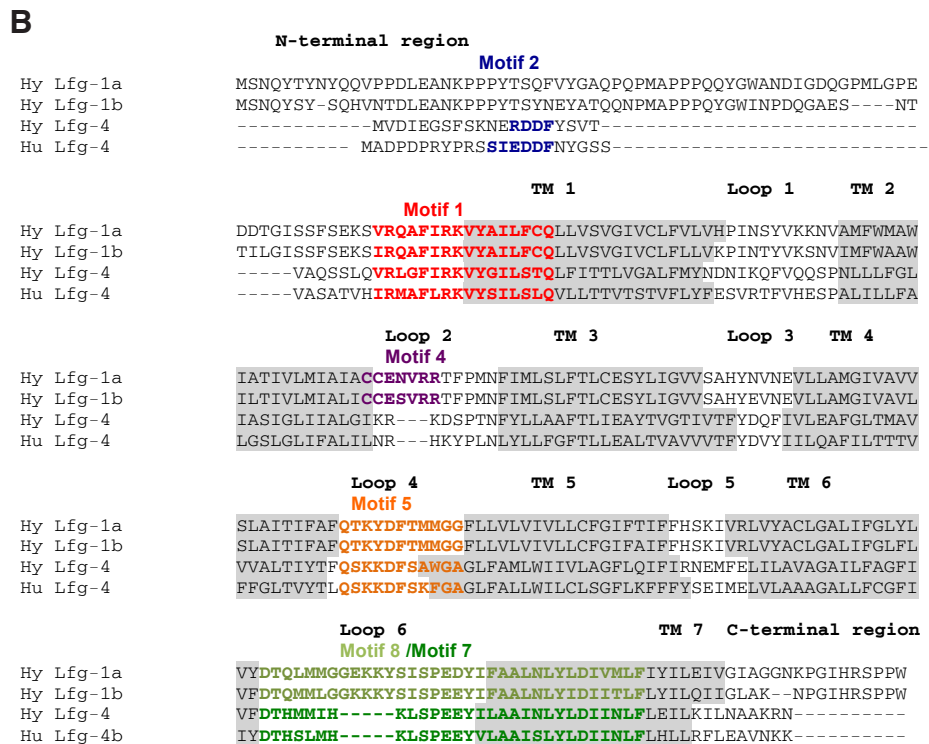 B
N-terminal region
Motif 2
Hy Lfg-1a MSNQYTYNYQQVPPDLEANKPPPYTSQFVYGAQPQPMAPPPQQYGWANDIGDQGPMLGPE
Hy Lfg-1b MSNQYSY-SQHVNTDLEANKPPPYTSYNEYATQQNPMAPPPQYGWINPDQGAES----NT
Hy Lfg-4 ------------MVDIEGSFSKNERDDFYSVT----------------------------
Hu Lfg-4 ---------- MADPDPRYPRSSIEDDFNYGSS----------------------------
TM 1 Loop 1 TM 2
Motif 1
Hy Lfg-1a DDTGISSFSEKSVRQAFIRKVYAILFCQLLVSVGIVCLFVLVHPINSYVKKNVAMFWMAW
Hy Lfg-1b TILGISSFSEKSIRQAFIRKVYAILFCQLLVSVGIVCLFLLVKPINTYVKSNVIMFWAAW
Hy Lfg-4 -----VAQSSLQVRLGFIRKVYGILSTQLFITTLVGALFMYNDNIKQFVQQSPNLLLFGL
Hu Lfg-4 -----VASATVHIRMAFLRKVYSILSLQVLLTTVTSTVFLYFESVRTFVHESPALILLFA
Loop 2 TM 3 Loop 3 TM 4
Motif 4
Hy Lfg-1a IATIVLMIAIACCENVRRTFPMNFIMLSLFTLCESYLIGVVSAHYNVNEVLLAMGIVAVV
Hy Lfg-1b ILTIVLMIALICCESVRRTFPMNFIMLSLFTLCESYLIGVVSAHYEVNEVLLAMGIVAVL
Hy Lfg-4 IASIGLIIALGIKR---KDSPTNFYLLAAFTLIEAYTVGTIVTFYDQFIVLEAFGLTMAV
Hu Lfg-4 LGSLGLIFALILNR---HKYPLNLYLLFGFTLLEALTVAVVVTFYDVYIILQAFILTTTV
Loop 4 TM 5 Loop 5 TM 6
Motif 5
Hy Lfg-1a SLAITIFAFQTKYDFTMMGGFLLVLVIVLLCFGIFTIFFHSKIVRLVYACLGALIFGLYL
Hy Lfg-1b SLAITIFAFQTKYDFTMMGGFLLVLVIVLLCFGIFAIFFHSKIVRLVYACLGALIFGLFL
Hy Lfg-4 VVALTIYTFQSKKDFSAWGAGLFAMLWIIVLAGFLQIFIRNEMFELILAVAGAILFAGFI
Hu Lfg-4 FFGLTVYTLQSKKDFSKFGAGLFALLWILCLSGFLKFFFYSEIMELVLAAAGALLFCGFI
Loop 6 TM 7 C-terminal region
Motif 8 /Motif 7
Hy Lfg-1a VYDTQLMMGGEKKYSISPEDYIFAALNLYLDIVMLFIYILEIVGIAGGNKPGIHRSPPW
Hy Lfg-1b VFDTQMMLGGKKKYSISPEDYIFAALNLYIDIITLFLYILQIIGLAK--NPGIHRSPPW
Hy Lfg-4 VFDTHMMIH-----KLSPEEYILAAINLYLDIINLFLEILKILNAAKRN----------
Hu Lfg-4b IYDTHSLMH-----KLSPEEYVLAAISLYLDIINLFLHLLRFLEAVNKK----------